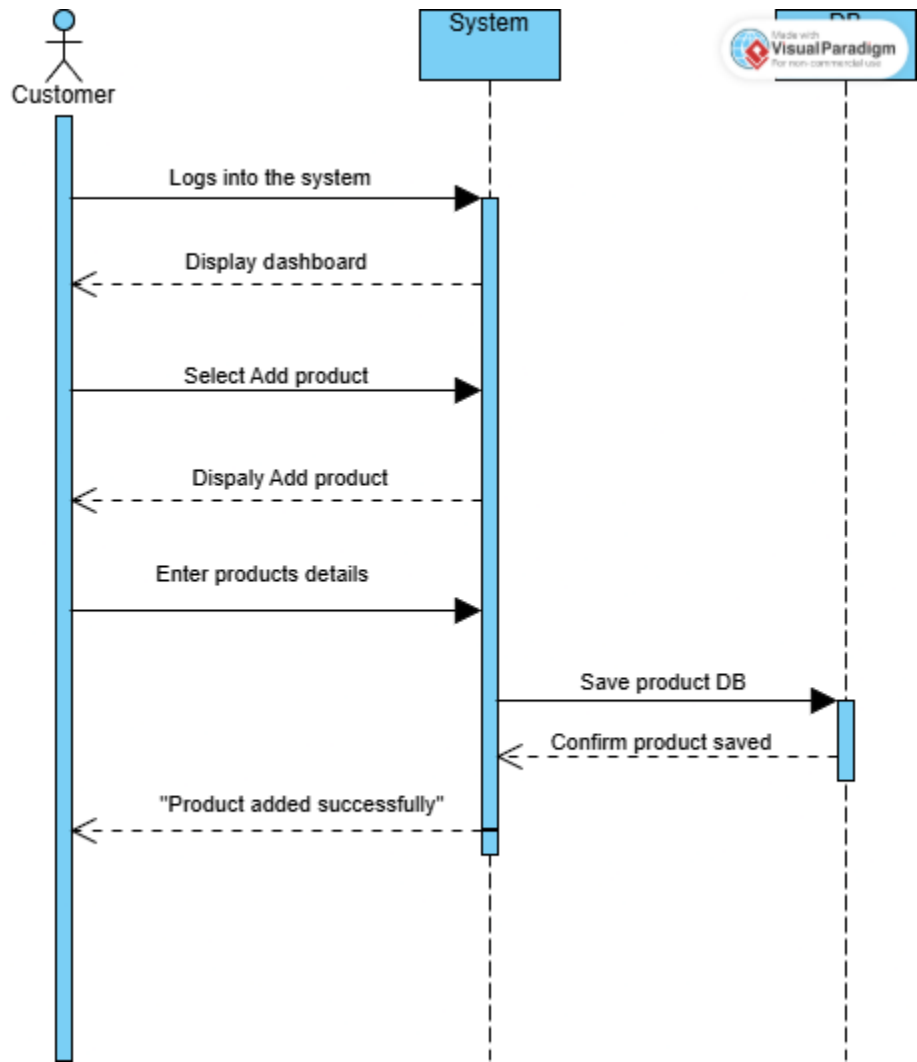 System
DB
Made with
Visual Paradigm
For non-commercial use
Customer
Logs into the system
Display dashboard
Select Add product
Dispaly Add product
Enter products details
Save product DB
Confirm product saved
"Product added successfully"